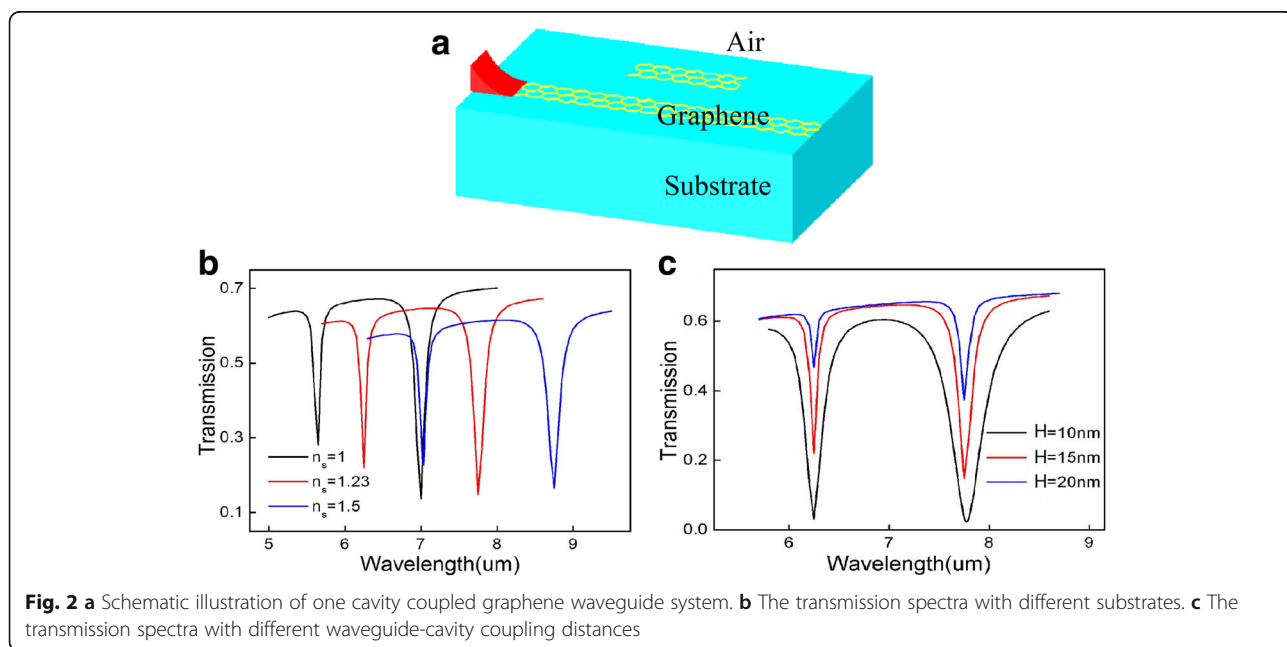 a
Air
Graphene
Substrate
b
Transmission
0.7
0.5
0.3
0.1
n_s=1
n_s=1.23
n_s=1.5
5 6 7 8 9
Wavelength(um)
c
Transmission
0.6
0.4
0.2
0.0
H=10nm
H=15nm
H=20nm
6 7 8 9
Wavelength(um)
Fig. 2 a Schematic illustration of one cavity coupled graphene waveguide system. b The transmission spectra with different substrates. c The
transmission spectra with different waveguide-cavity coupling distances